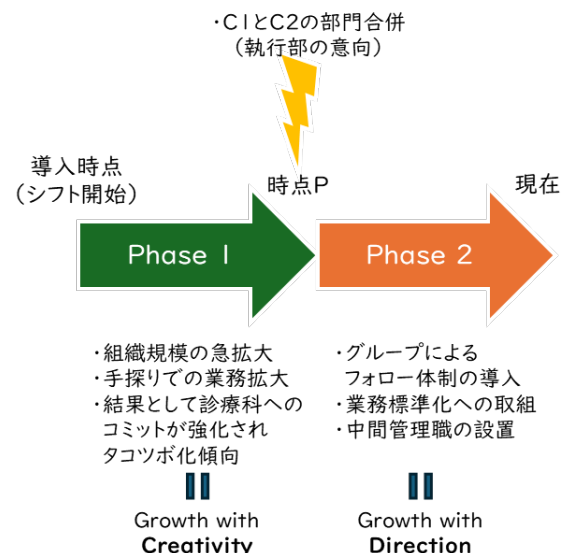 ・C1とC2の部門合併
（執行部の意向）
導入時点
（シフト開始）
時点P
現在
Phase 1
Phase 2
・組織規模の急拡大
・手探りでの業務拡大
・結果として診療科への
コミットが強化され
タコツボ化傾向
・グループによる
フォロー体制の導入
・業務標準化への取組
・中間管理職の設置
Growth with
Creativity
Growth with
Direction